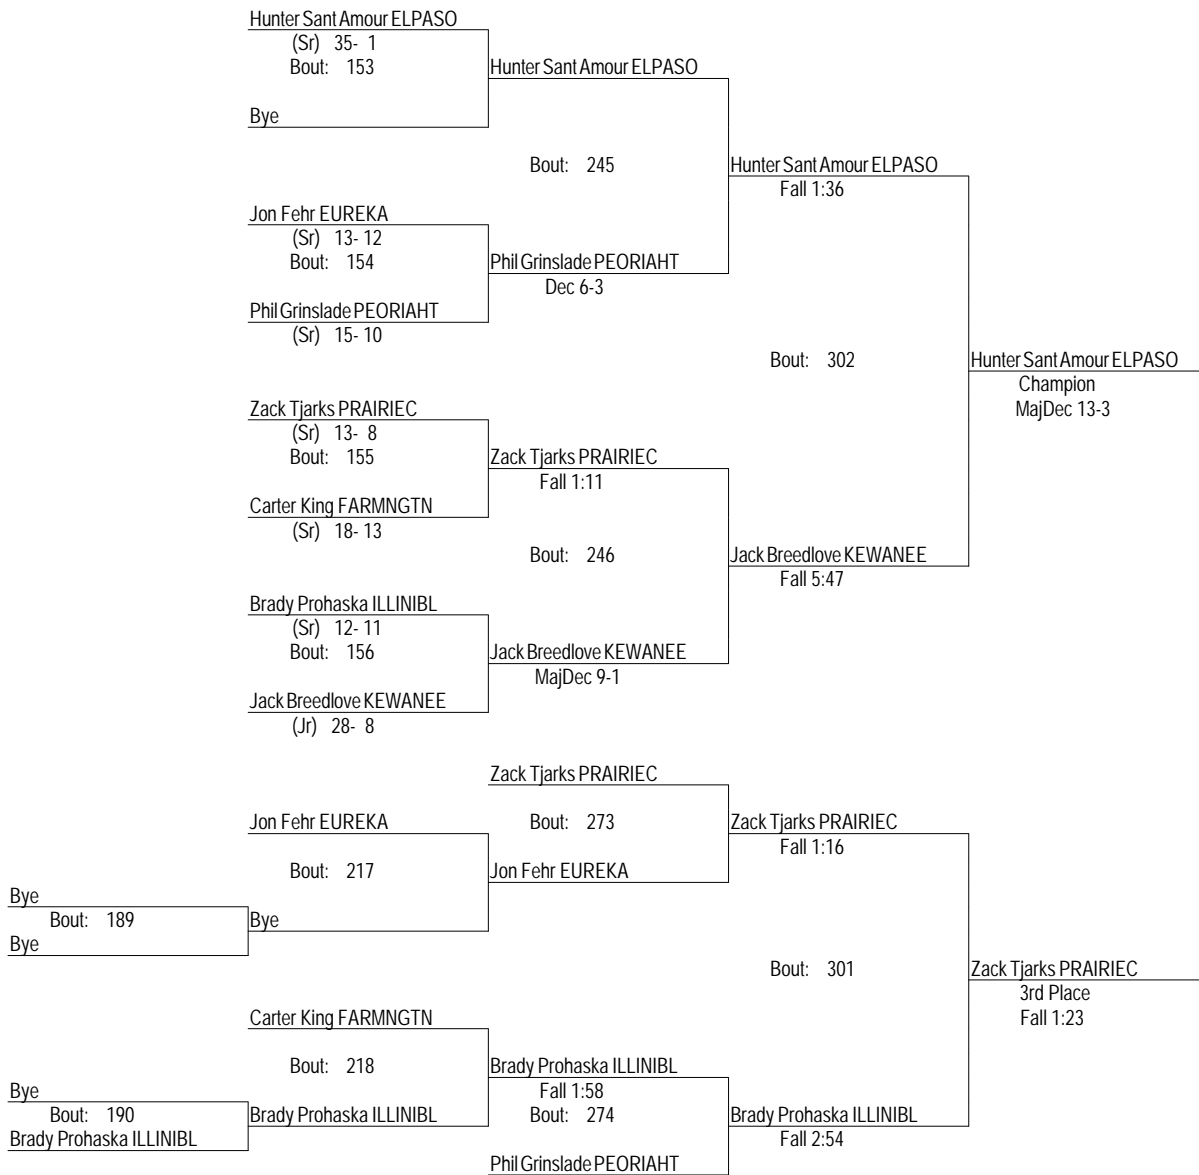 Hunter Sant Amour ELPASO
(Sr) 35- 1
Bout: 153
Hunter Sant Amour ELPASO
Bye
Bout: 245
Hunter Sant Amour ELPASO
Fall 1:36
Jon Fehr EUREKA
(Sr) 13- 12
Bout: 154
Phil Grinslade PEORIAHT
Dec 6-3
Phil Grinslade PEORIAHT
(Sr) 15- 10
Bout: 302
Hunter Sant Amour ELPASO
Champion
MajDec 13-3
Zack Tjarks PRAIRIEC
(Sr) 13- 8
Bout: 155
Zack Tjarks PRAIRIEC
Fall 1:11
Carter King FARMNGTN
(Sr) 18- 13
Bout: 246
Jack Breedlove KEWANEE
Fall 5:47
Brady Prohaska ILLINIBL
(Sr) 12- 11
Bout: 156
Jack Breedlove KEWANEE
MajDec 9-1
Jack Breedlove KEWANEE
(Jr) 28- 8
Zack Tjarks PRAIRIEC
Jon Fehr EUREKA
Bout: 273
Zack Tjarks PRAIRIEC
Fall 1:16
Bout: 217
Jon Fehr EUREKA
Bye
Bout: 189
Bye
Bye
Bout: 301
Zack Tjarks PRAIRIEC
3rd Place
Fall 1:23
Carter King FARMNGTN
Bout: 218
Brady Prohaska ILLINIBL
Fall 1:58
Bye
Bout: 190
Brady Prohaska ILLINIBL
Bout: 274
Brady Prohaska ILLINIBL
Fall 2:54
Brady Prohaska ILLINIBL
Phil Grinslade PEORIAHT